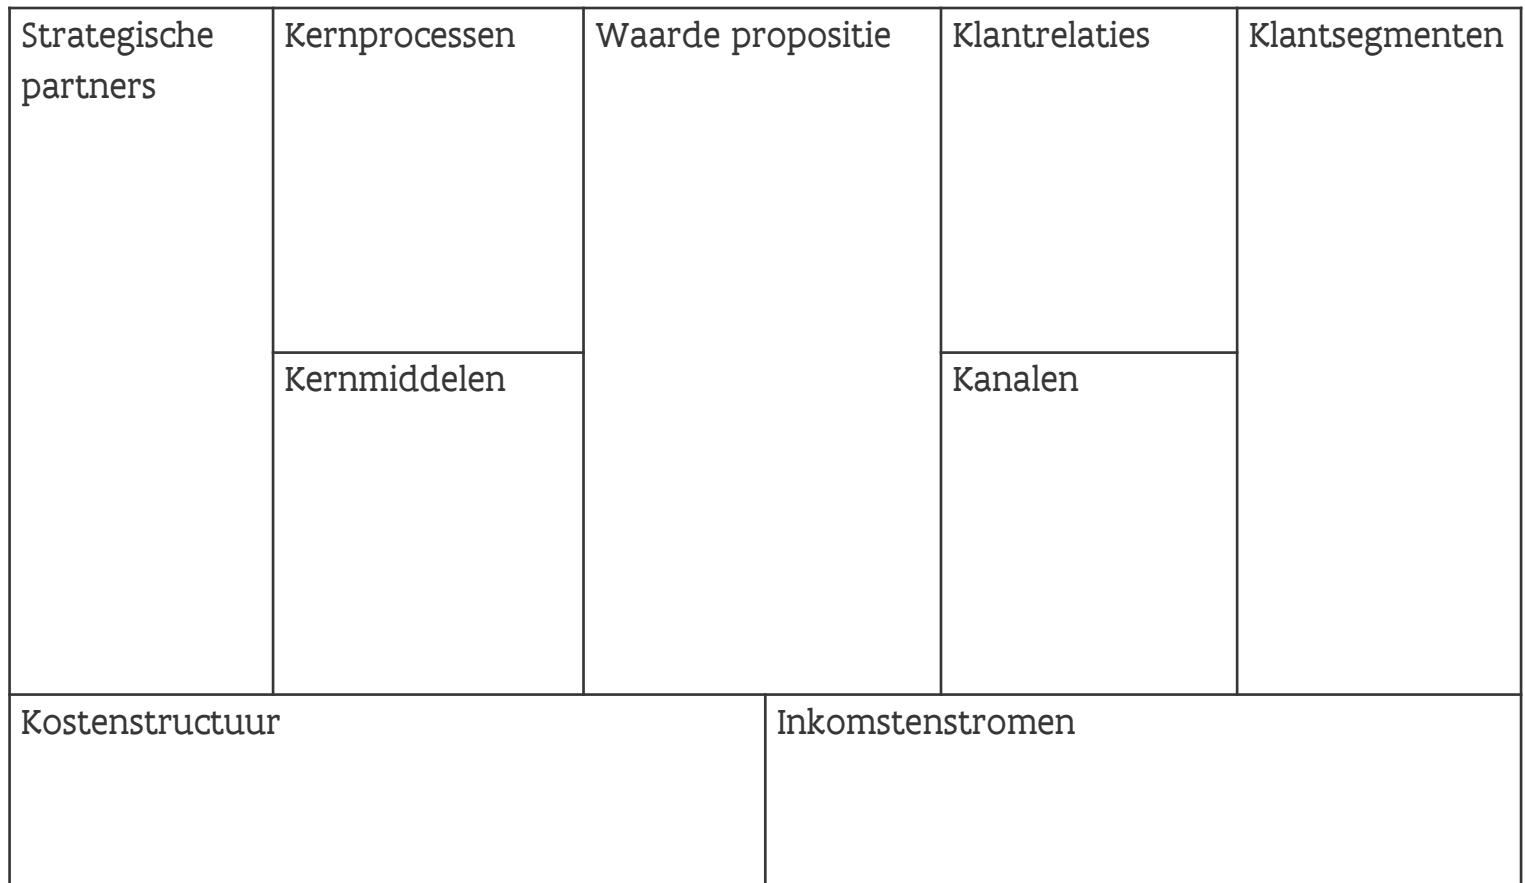 Strategische
partners
Kernprocessen
Kernmiddelen
Waarde propositie
Klantrelaties
Kanalen
Klantsegmenten
Kostenstructuur
Inkomstenstromen